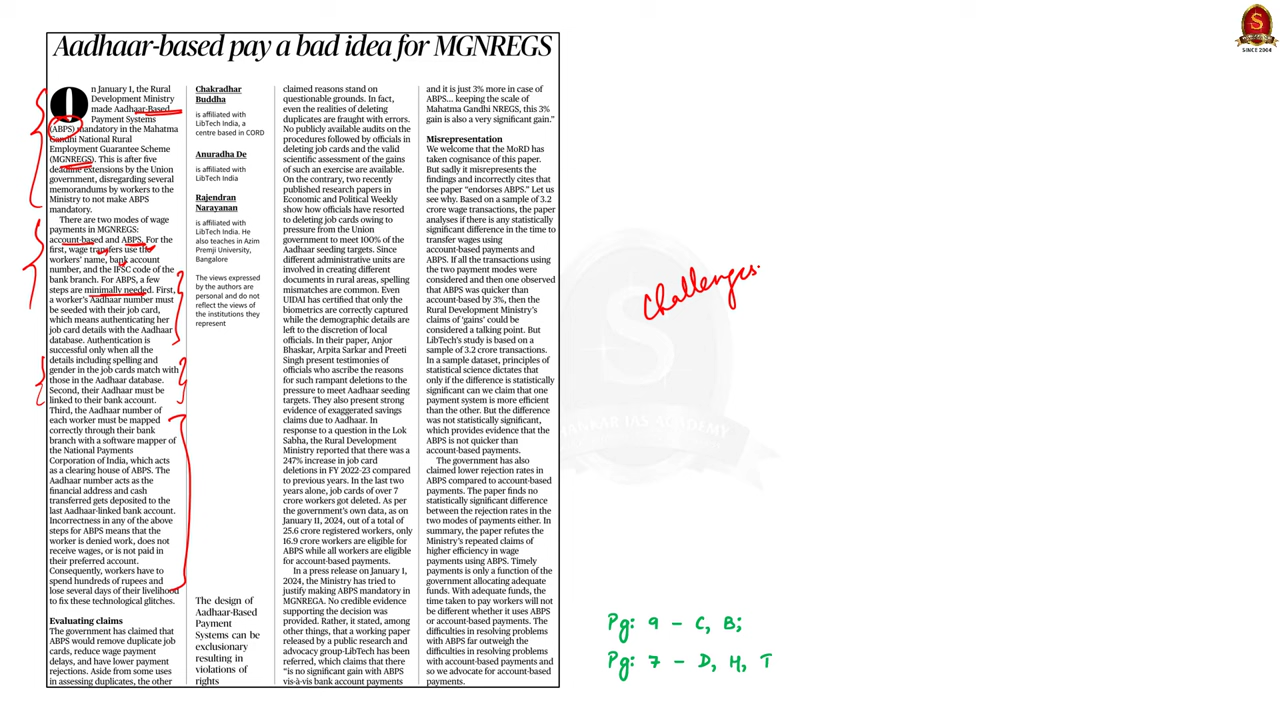 Aadhaar-based pay a bad idea for MGNREGS
On January 1, the Rural
Development Ministry
made Aadhaar-Based
Payment Systems
(ABPS) mandatory in the Mahatma
Gandhi National Rural
Employment Guarantee Scheme
(MGNREGS). This is after five
deadline extensions by the Union
government, disregarding several
memorandums by workers to the
Ministry to not make ABPS
mandatory.
There are two modes of wage
payments in MGNREGS:
account-based and ABPS. For the
first, wage transfers use the
workers' name, bank account
number, and the IFSC code of the
bank branch. For ABPS, a few
steps are minimally needed. First,
a worker's Aadhaar number must
be seeded with their job card,
which means authenticating her
job card details with the Aadhaar
database. Authentication is
successful only when all the
details including spelling and
gender in the job cards match with
those in the Aadhaar database.
Second, their Aadhaar must be
linked to their bank account.
Third, the Aadhaar number of
each worker must be mapped
correctly through their bank
branch with a software mapper of
the National Payments
Corporation of India, which acts
as a clearing house of ABPS. The
Aadhaar number acts as the
financial address and cash
transferred gets deposited to the
last Aadhaar-linked bank account.
Incorrectness in any of the above
steps for ABPS means that the
worker is denied work, does not
receive wages, or is not paid in
their preferred account.
Consequently, workers have to
spend hundreds of rupees and
lose several days of their livelihood
to fix these technological glitches.
Evaluating claims
The government has claimed that
ABPS would remove duplicate job
cards, reduce wage payment
delays, and have lower payment
rejections. Aside from some uses
in assessing duplicates, the other
Chakradhar
Buddha
is affiliated with
LibTech India, a
centre based in CORD
Anuradha De
is affiliated with
LibTech India
Rajendran
Narayanan
is affiliated with
LibTech India. He
also teaches in Azim
Premji University,
Bangalore
The views expressed
by the authors are
personal and do not
reflect the views of
the institutions they
represent
The design of
Aadhaar-Based
Payment
Systems can be
exclusionary
resulting in
violations of
rights
claimed reasons stand on
questionable grounds. In fact,
even the realities of deleting
duplicates are fraught with errors.
No publicly available audits on the
procedures followed by officials in
deleting job cards and the valid
scientific assessment of the gains
of such an exercise are available.
On the contrary, two recently
published research papers in
Economic and Political Weekly
show how officials have resorted
to deleting job cards owing to
pressure from the Union
government to meet 100% of the
Aadhaar seeding targets. Since
different administrative units are
involved in creating different
documents in rural areas, spelling
mismatches are common. Even
UIDAI has certified that only the
biometrics are correctly captured
while the demographic details are
left to the discretion of local
officials. In their paper, Anjor
Bhaskar, Arpita Sarkar and Preeti
Singh present testimonies of
officials who ascribe the reasons
for such rampant deletions to the
pressure to meet Aadhaar seeding
targets. They also present strong
evidence of exaggerated savings
claims due to Aadhaar. In
response to a question in the Lok
Sabha, the Rural Development
Ministry reported that there was a
247% increase in job card
deletions in FY 2022-23 compared
to previous years. In the last two
years alone, job cards of over 7
crore workers got deleted. As per
the government's own data, as on
January 11, 2024, out of a total of
25.6 crore registered workers, only
16.9 crore workers are eligible for
ABPS while all workers are eligible
for account-based payments.
In a press release on January 1,
2024, the Ministry has tried to
justify making ABPS mandatory in
MGNREGA. No credible evidence
supporting the decision was
provided. Rather, it stated, among
other things, that a working paper
released by a public research and
advocacy group-LibTech has been
referred, which claims that there
"is no significant gain with ABPS
vis-à-vis bank account payments
and it is just 3% more in case of
ABPS... keeping the scale of
Mahatma Gandhi NREGS, this 3%
gain is also a very significant gain."
Misrepresentation
We welcome that the MoRD has
taken cognisance of this paper.
But sadly it misrepresents the
findings and incorrectly cites that
the paper "endorses ABPS." Let us
see why. Based on a sample of 3.2
crore wage transactions, the paper
analyses if there is any statistically
significant difference in the time to
transfer wages using
account-based payments and
ABPS. If all the transactions using
the two payment modes were
considered and then one observed
that ABPS was quicker than
account-based by 3%, then the
Rural Development Ministry's
claims of 'gains' could be
considered a talking point. But
LibTech's study is based on a
sample of 3.2 crore transactions.
In a sample dataset, principles of
statistical science dictates that
only if the difference is statistically
significant can we claim that one
payment system is more efficient
than the other. But the difference
was not statistically significant,
which provides evidence that the
ABPS is not quicker than
account-based payments.
The government has also
claimed lower rejection rates in
ABPS compared to account-based
payments. The paper finds no
statistically significant difference
between the rejection rates in the
two modes of payments either. In
summary, the paper refutes the
Ministry's repeated claims of
higher efficiency in wage
payments using ABPS. Timely
payments is only a function of the
government allocating adequate
funds. With adequate funds, the
time taken to pay workers will not
be different whether it uses ABPS
or account-based payments. The
difficulties in resolving problems
with ABPS far outweigh the
difficulties in resolving problems
with account-based payments and
so we advocate for account-based
payments.
Challenges.
Pg: 9 - C, B;
Pg: 7 - D, H, T
S
SINCE 2004
SHANKAR IAS ACADEMY